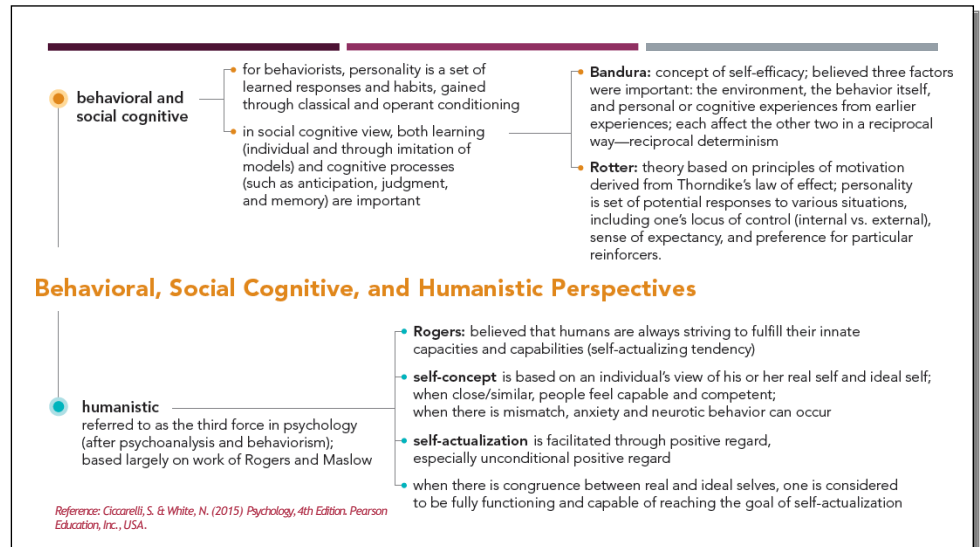 behavioral and
social cognitive
for behaviorists, personality is a set of
learned responses and habits, gained
through classical and operant conditioning
in social cognitive view, both learning
(individual and through imitation of
models) and cognitive processes
(such as anticipation, judgment,
and memory) are important
Bandura: concept of self-efficacy; believed three factors
were important: the environment, the behavior itself,
and personal or cognitive experiences from earlier
experiences; each affect the other two in a reciprocal
way—reciprocal determinism
Rotter: theory based on principles of motivation
derived from Thorndike's law of effect; personality
is set of potential responses to various situations,
including one's locus of control (internal vs. external),
sense of expectancy, and preference for particular
reinforcers.
Behavioral, Social Cognitive, and Humanistic Perspectives
humanistic
referred to as the third force in psychology
(after psychoanalysis and behaviorism);
based largely on work of Rogers and Maslow
Rogers: believed that humans are always striving to fulfill their innate
capacities and capabilities (self-actualizing tendency)
self-concept is based on an individual's view of his or her real self and ideal self;
when close/similar, people feel capable and competent;
when there is mismatch, anxiety and neurotic behavior can occur
self-actualization is facilitated through positive regard,
especially unconditional positive regard
when there is congruence between real and ideal selves, one is considered
to be fully functioning and capable of reaching the goal of self-actualization
Reference: Ciccarelli, S. & White, N. (2015) Psychology, 4th Edition. Pearson
Education, Inc., USA.